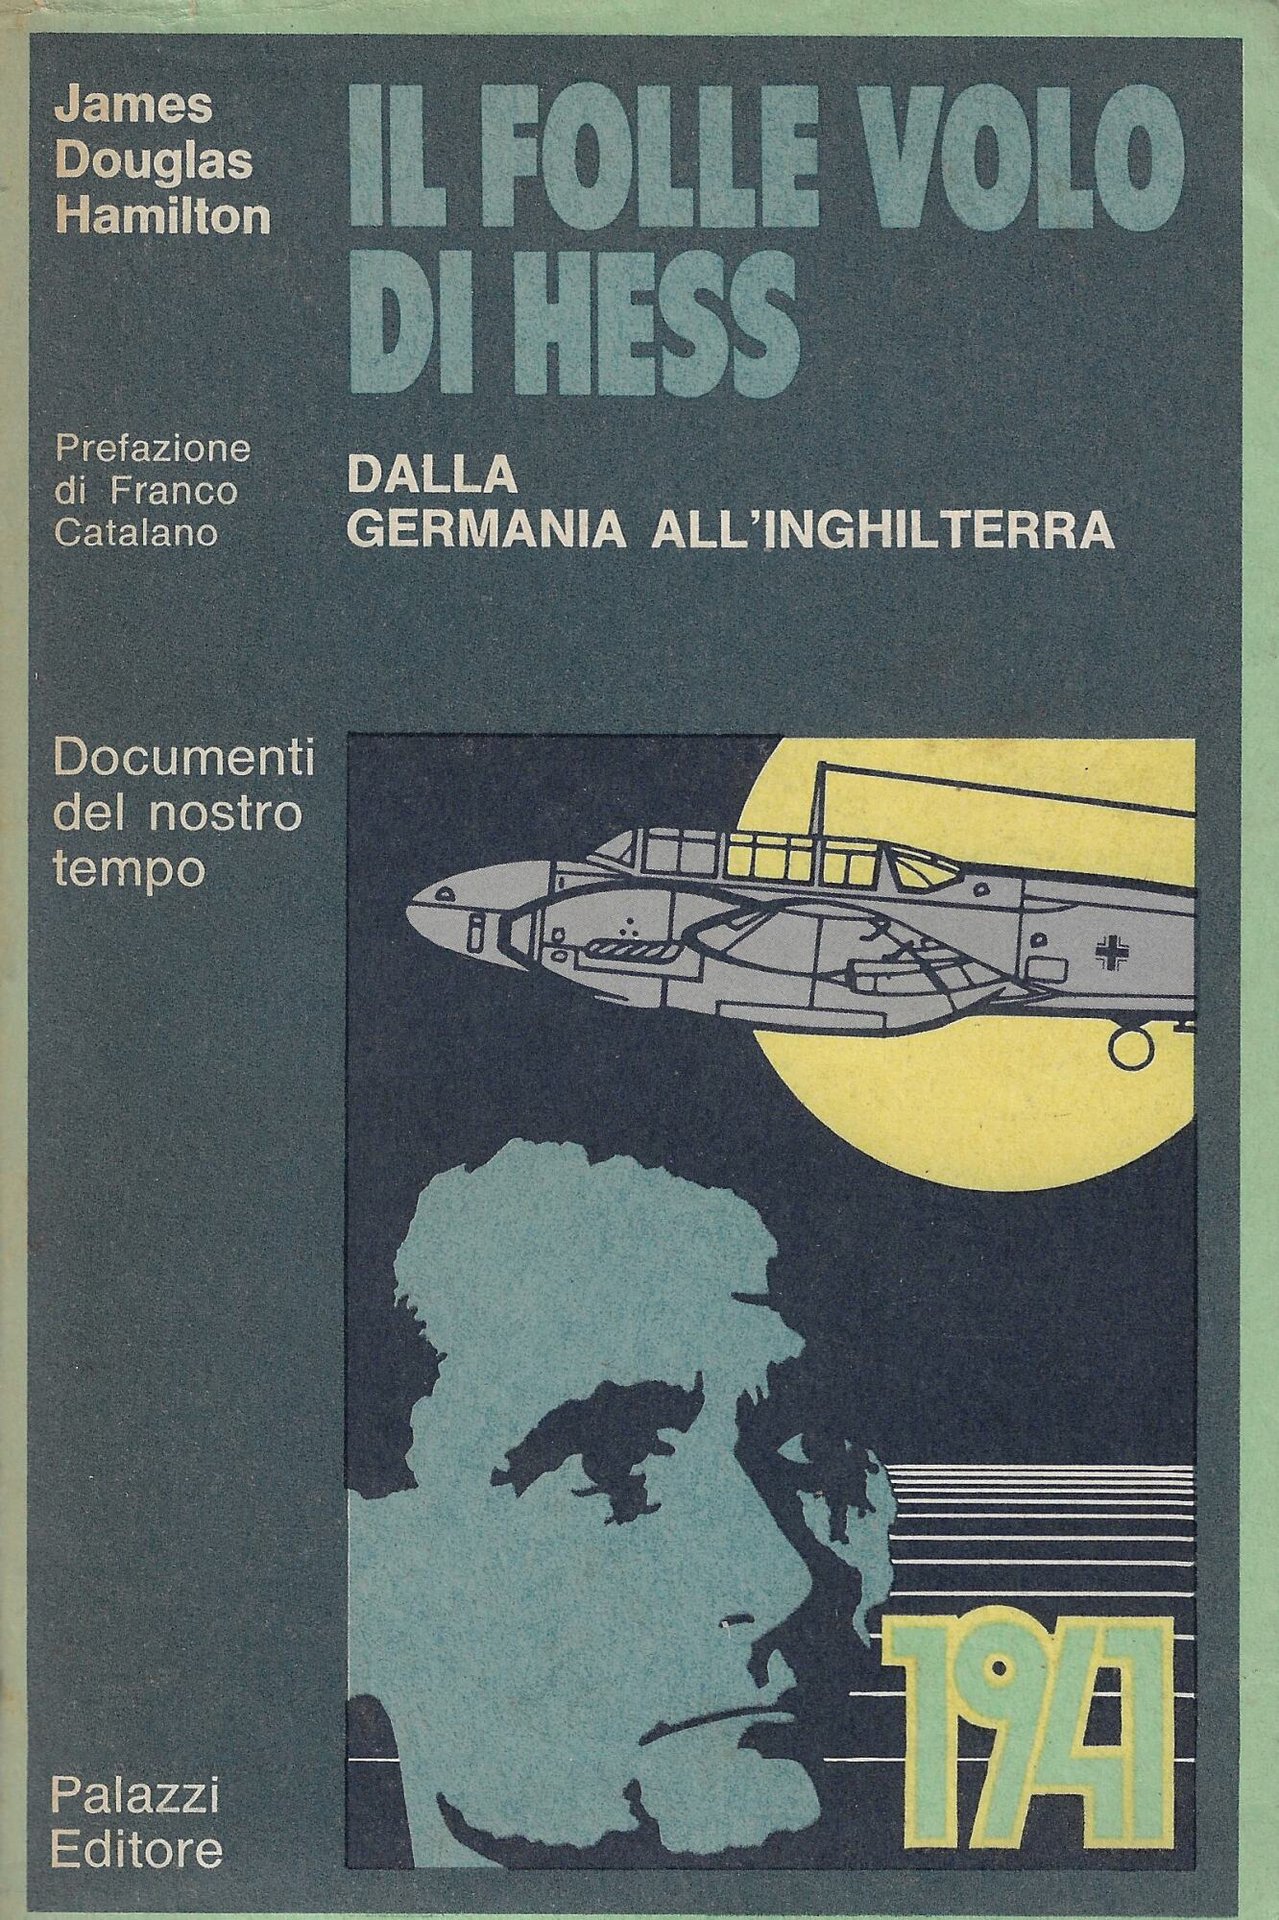 James
Douglas
Hamilton
IL FOLLE VOLO
DI HESS
Prefazione
di Franco
Catalano
DALLA
GERMANIA ALL'INGHILTERRA
Documenti
del nostro
tempo
1941
Palazzi
Editore